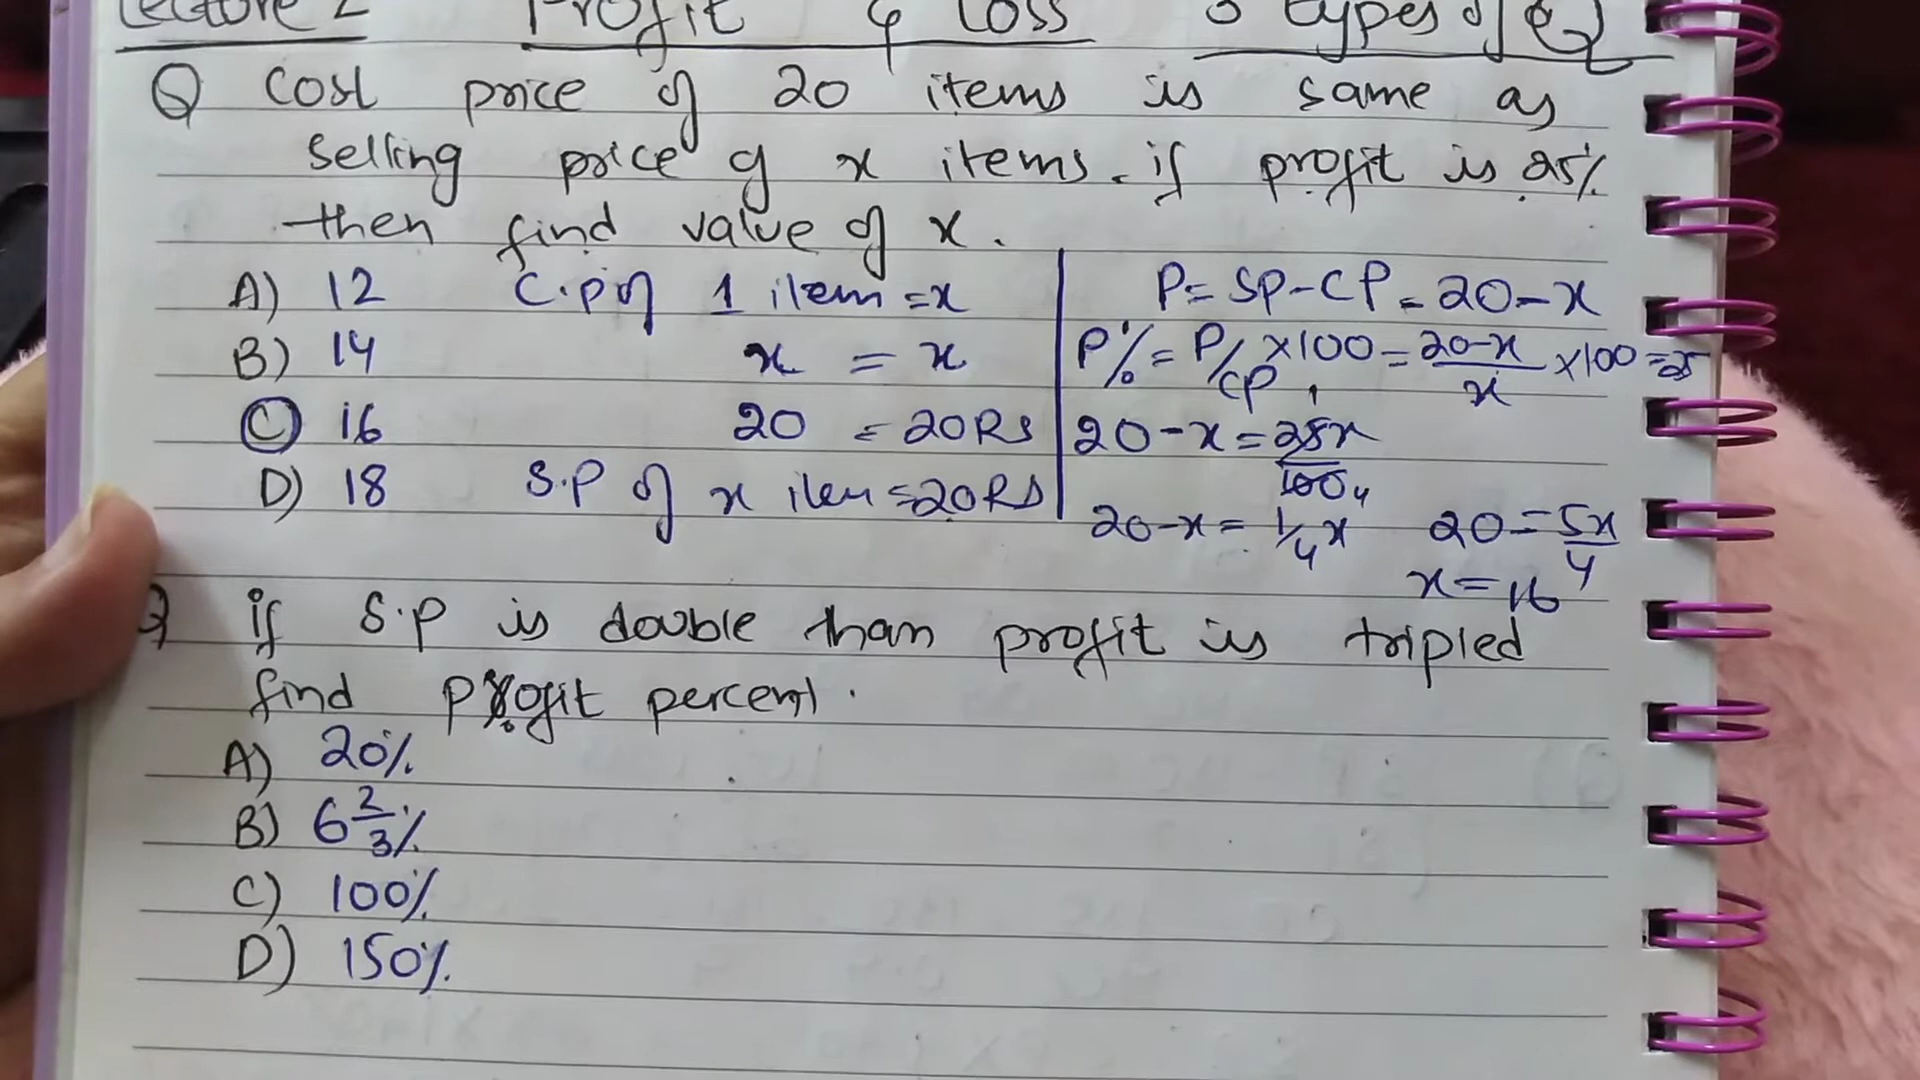 Lecture 2 Profit & Loss 8 types of Q
Q Cost price of 20 items is same as
selling price of x items. if profit is 25%
then find value of x.
A) 12 C.P of 1 item = x P = SP - CP = 20 - x
B) 14 x = x P% = P/CP × 100 = 20-x/x × 100 = 25
C) 16 20 = 20RS 20 - x = 25x/100 4
D) 18 S.P of x item = 20RS
20 - x = 1/4 x 20 = 5x/4
x = 16
Q if S.P is double than profit is tripled
find profit percent.
A) 20%
B) 6 2/3%
C) 100%
D) 150%